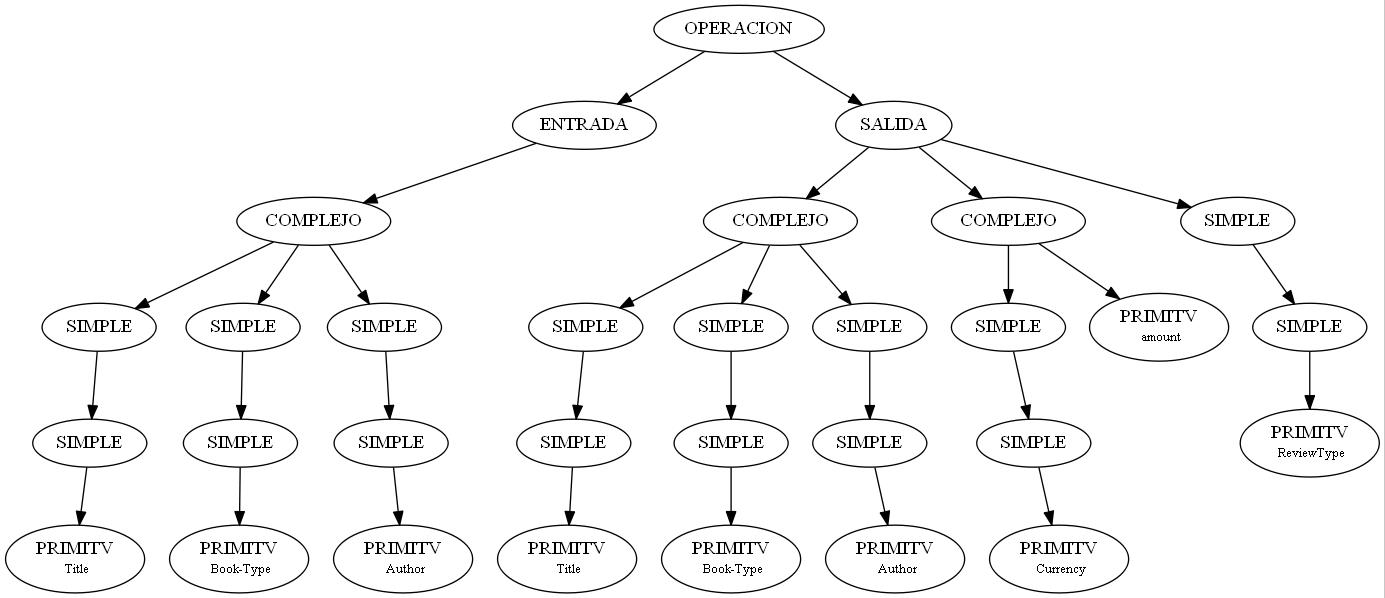 OPERACION
ENTRADA
SALIDA
COMPLEJO
COMPLEJO
COMPLEJO
SIMPLE
SIMPLE
SIMPLE
SIMPLE
SIMPLE
SIMPLE
SIMPLE
SIMPLE
PRIMITV
amount
SIMPLE
SIMPLE
SIMPLE
SIMPLE
SIMPLE
SIMPLE
SIMPLE
SIMPLE
PRIMITV
ReviewType
PRIMITV
Title
PRIMITV
Book-Type
PRIMITV
Author
PRIMITV
Title
PRIMITV
Book-Type
PRIMITV
Author
PRIMITV
Currency